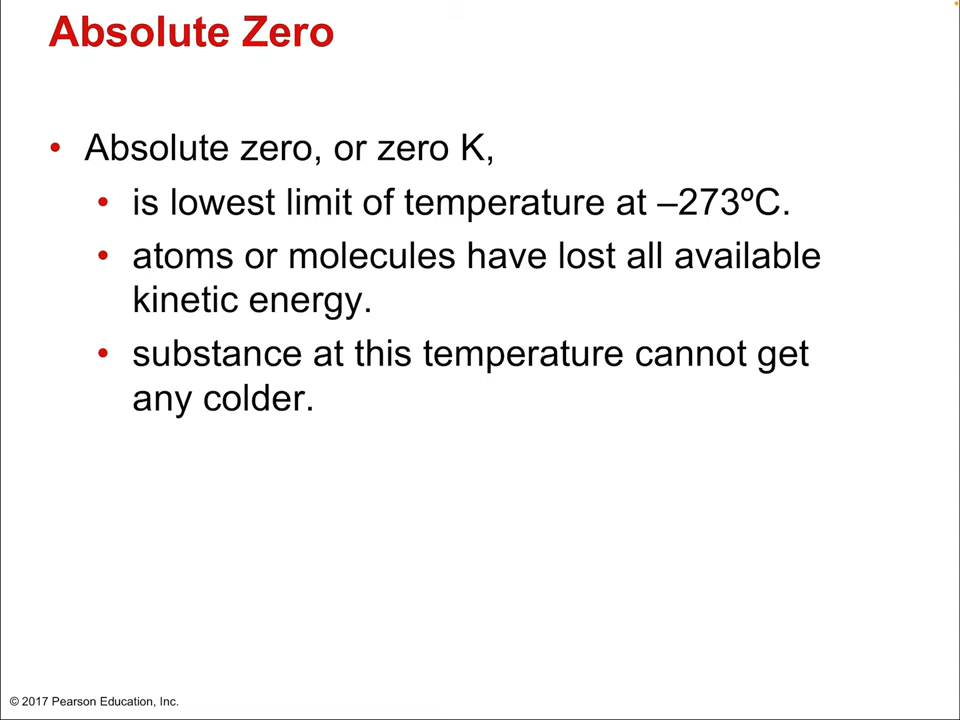 Absolute Zero
• Absolute zero, or zero K,
• is lowest limit of temperature at –273ºC.
• atoms or molecules have lost all available
kinetic energy.
• substance at this temperature cannot get
any colder.
© 2017 Pearson Education, Inc.